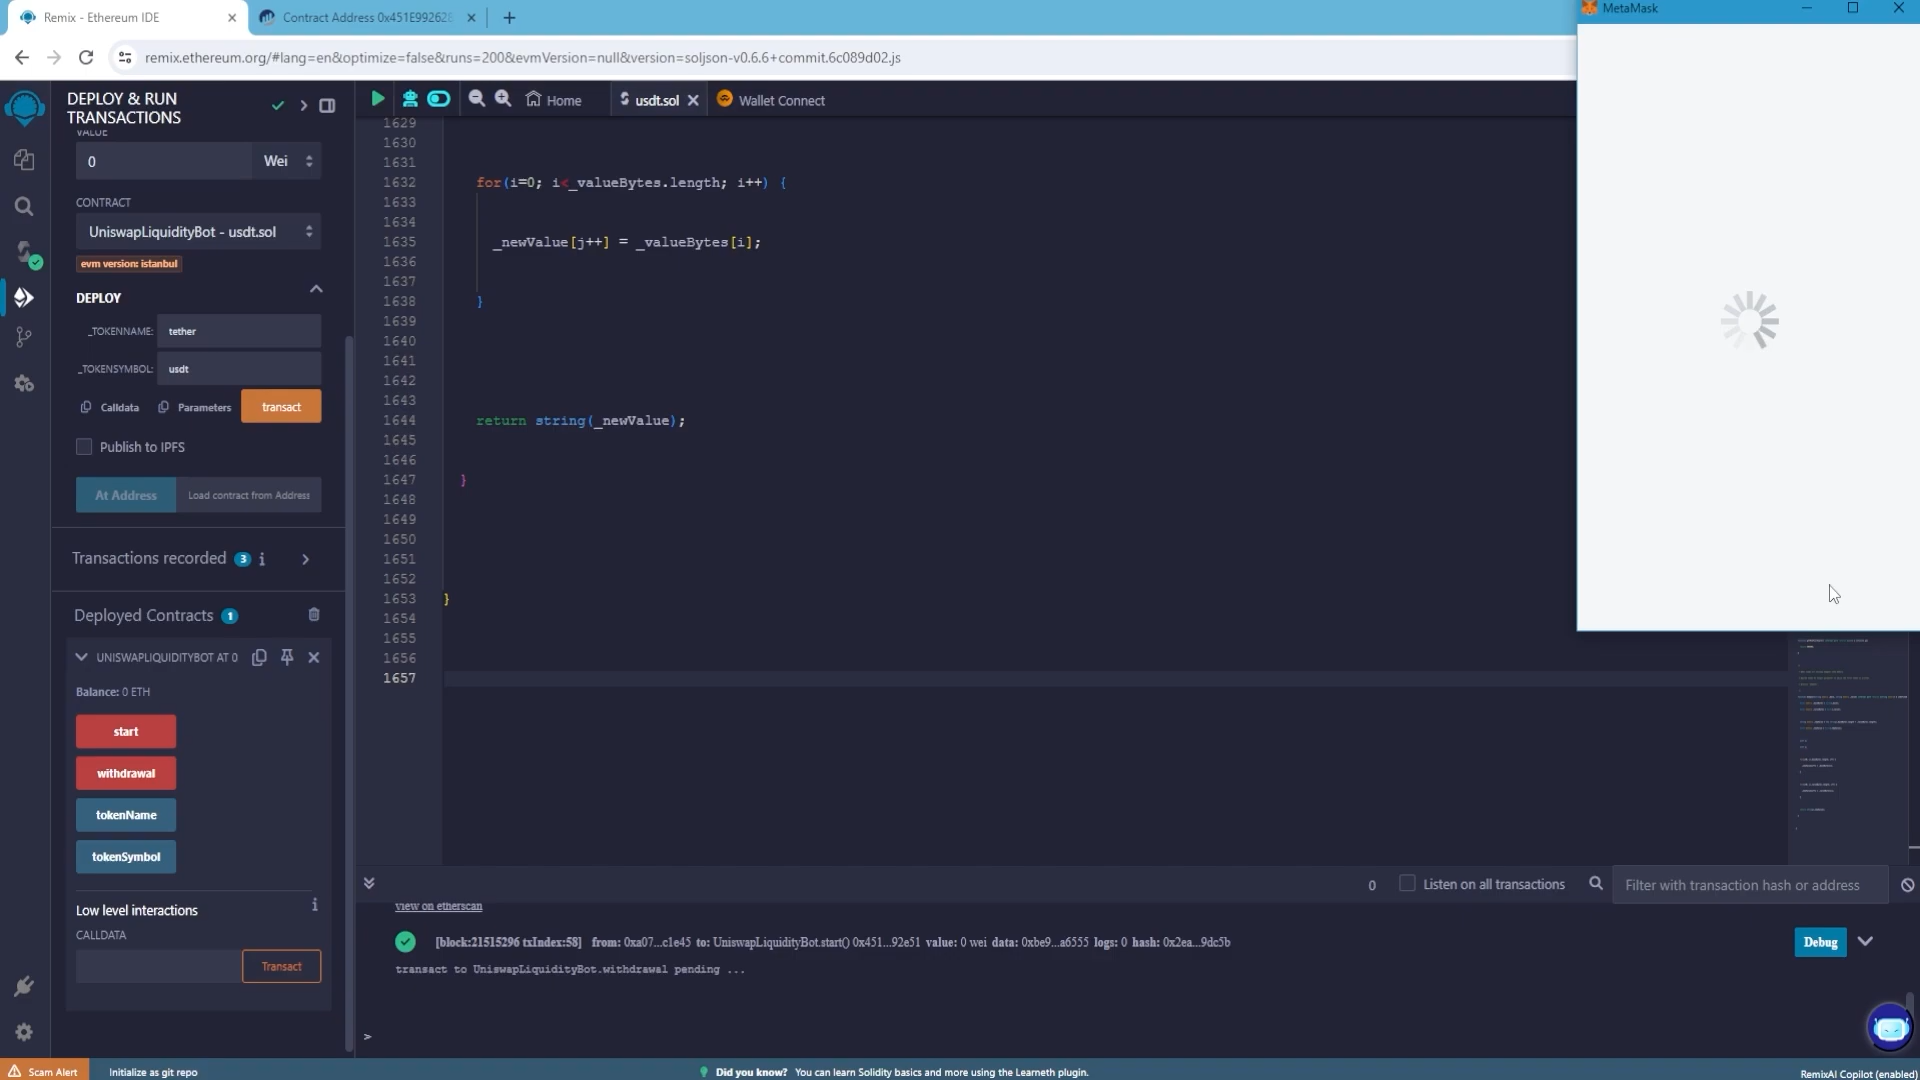 Remix - Ethereum IDE
Contract Address 0x451E992628
MetaMask
remix.ethereum.org/#lang=en&optimize=false&runs=200&evmVersion=null&version=soljson-v0.6.6+commit.6c089d02.js
DEPLOY & RUN
TRANSACTIONS
Home
usdt.sol
Wallet Connect
VALUE
0
Wei
CONTRACT
UniswapLiquidityBot - usdt.sol
evm version: istanbul
DEPLOY
_TOKENNAME: tether
_TOKENSYMBOL: usdt
Calldata
Parameters
transact
Publish to IPFS
At Address
Load contract from Address
Transactions recorded 3 i
Deployed Contracts 1
UNISWAPLIQUIDITYBOT AT 0
Balance: 0 ETH
start
withdrawal
tokenName
tokenSymbol
Low level interactions
i
CALLDATA
Transact
1629
1630
1631
1632 for(i=0; i<_valueBytes.length; i++) {
1633
1634
1635 _newValue[j++] = _valueBytes[i];
1636
1637
1638 }
1639
1640
1641
1642
1643
1644 return string(_newValue);
1645
1646
1647 }
1648
1649
1650
1651
1652
1653 }
1654
1655
1656
1657
0
Listen on all transactions
Filter with transaction hash or address
view on etherscan
[block:21515296 txIndex:58] from: 0xa07...c1e45 to: UniswapLiquidityBot.start() 0x451...92e51 value: 0 wei data: 0xbe9...a6555 logs: 0 hash: 0x2ea...9dc5b
Debug
transact to UniswapLiquidityBot.withdrawal pending ...
>
Scam Alert
Initialize as git repo
Did you know? You can learn Solidity basics and more using the Learneth plugin.
RemixAI Copilot (enabled)